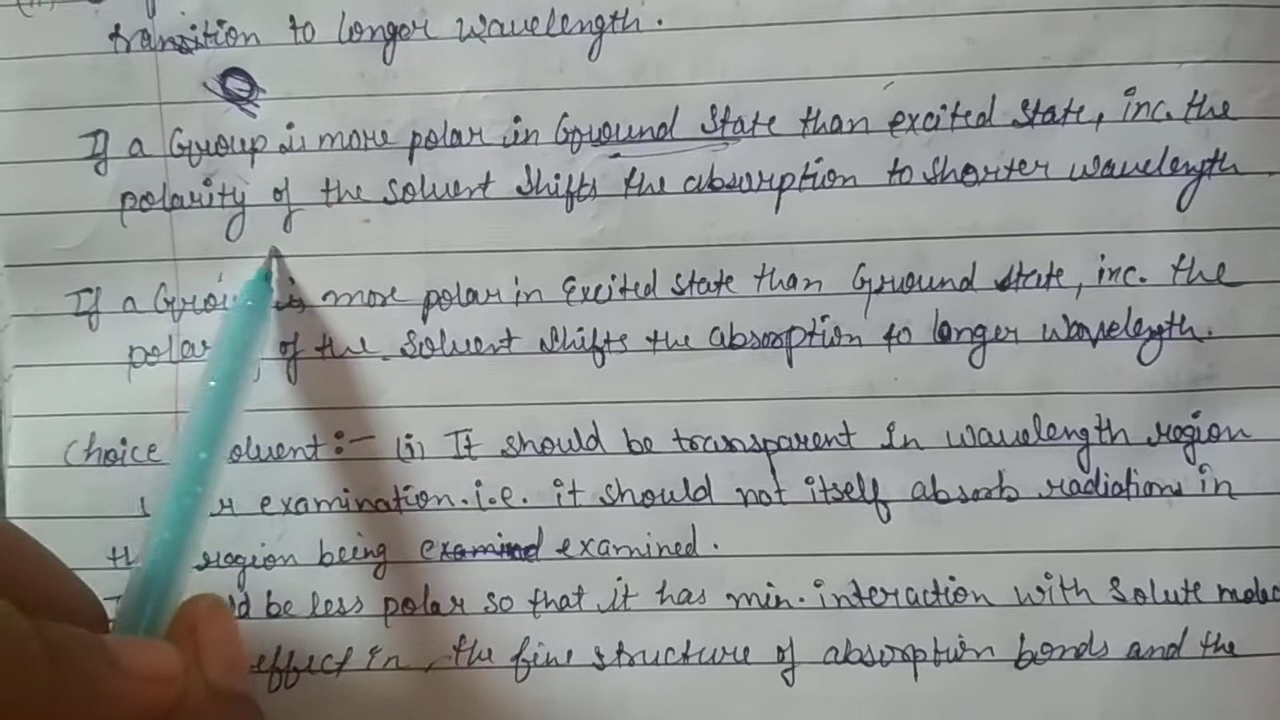 transition to longer wavelength.
If a Group is more polar in Ground State than excited state, inc. the
polarity of the solvent shifts the absorption to shorter wavelength
If a is more polar in Excited state than Ground state, inc. the
of the solvent shifts the absorption to longer wavelength.
Choice :- (i) It should be transparent in wavelength region
examination. i.e. it should not itself absorb radiations in
region being examined examined.
be less polar so that it has min. interaction with solute
effect in, the fine structure of absorption bonds and the